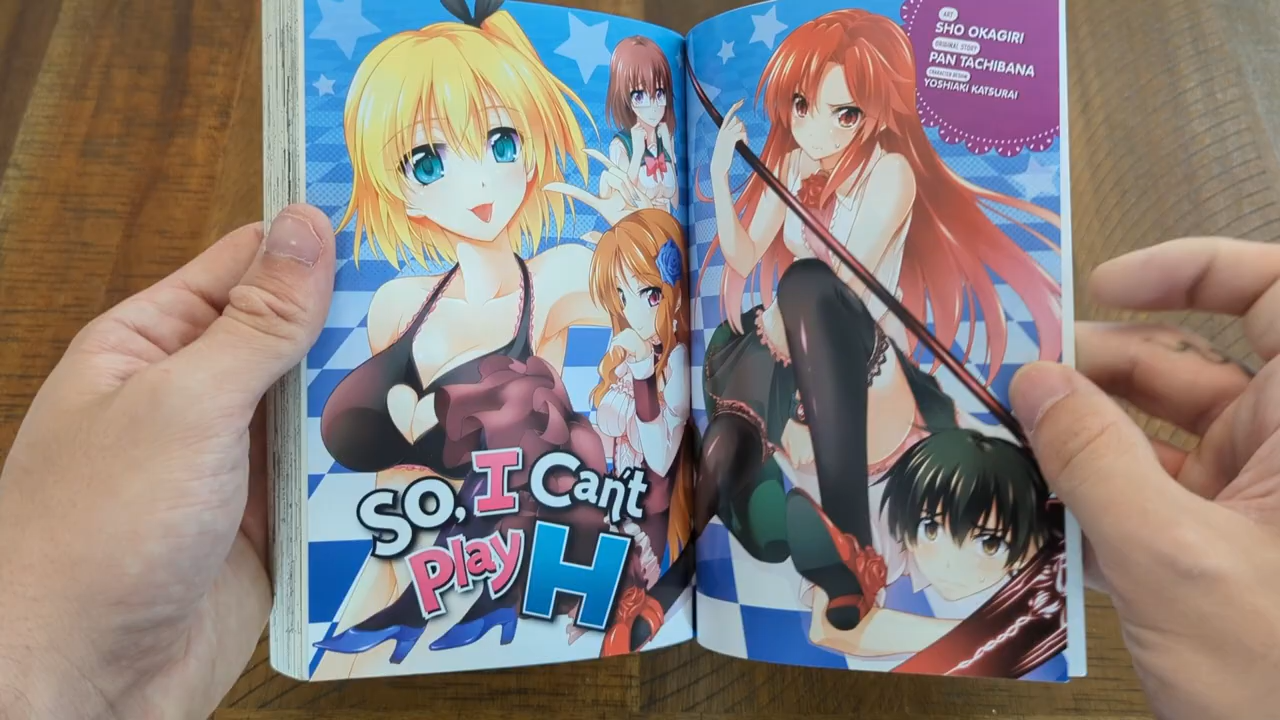 So, I Can't
Play H
ART
SHO OKAGIRI
ORIGINAL STORY
PAN TACHIBANA
CHARACTER DESIGN
YOSHIAKI KATSURAI